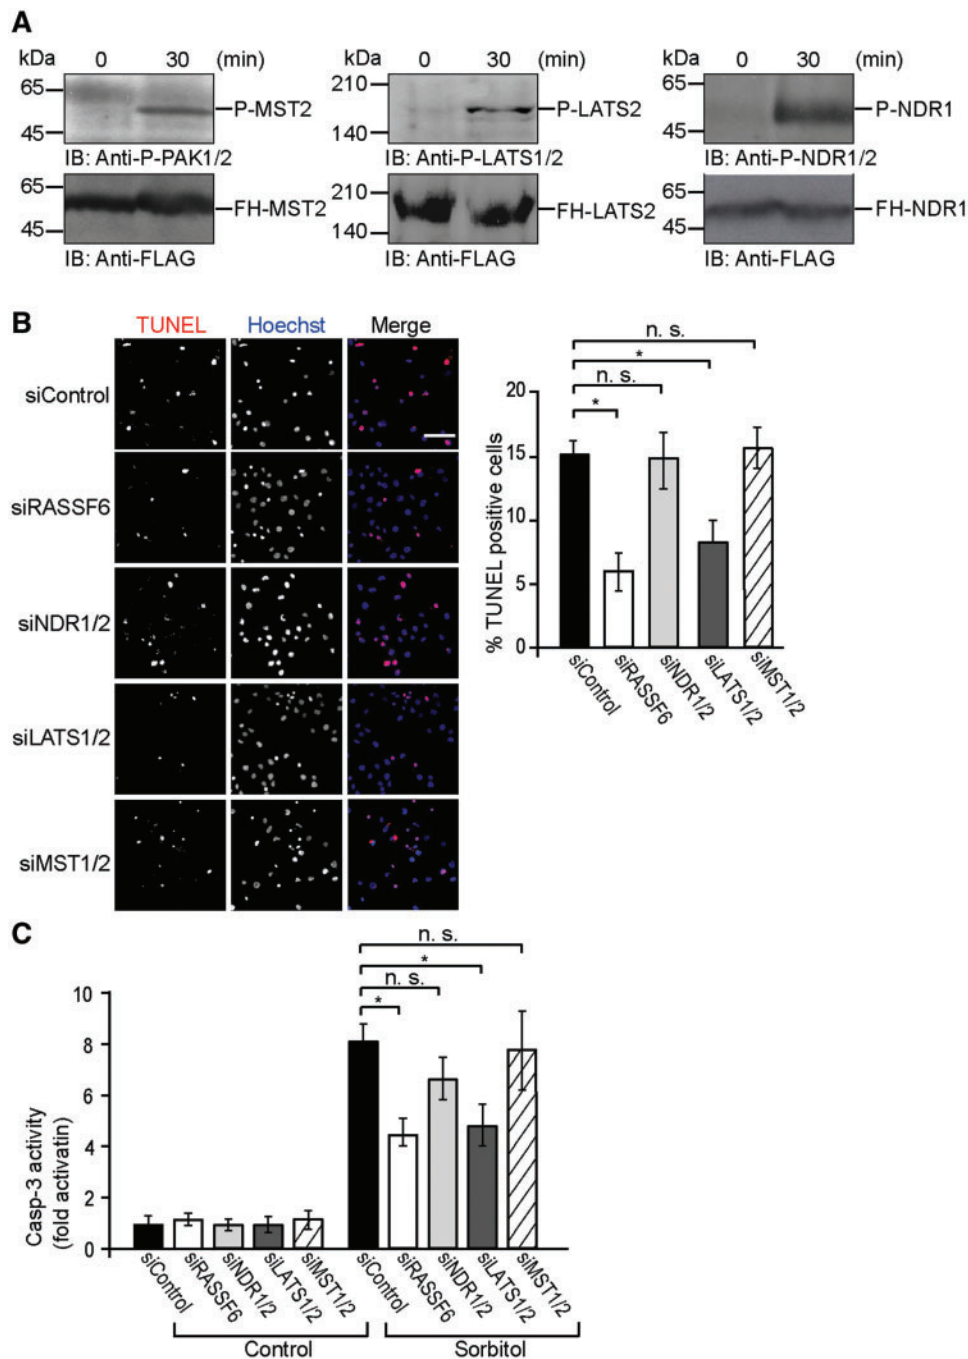 A
kDa 0 30 (min)
65
P-MST2
45
IB: Anti-P-PAK1/2
65
FH-MST2
45
IB: Anti-FLAG
kDa 0 30 (min)
210
P-LATS2
140
IB: Anti-P-LATS1/2
210
FH-LATS2
140
IB: Anti-FLAG
kDa 0 30 (min)
65
P-NDR1
45
IB: Anti-P-NDR1/2
65
FH-NDR1
45
IB: Anti-FLAG
B
TUNEL Hoechst Merge
siControl
siRASSF6
siNDR1/2
siLATS1/2
siMST1/2
n. s.
*
n. s.
*
% TUNEL positive cells
20
15
10
5
0
siControl
siRASSF6
siNDR1/2
siLATS1/2
siMST1/2
C
n. s.
*
n. s.
*
Casp-3 activity
(fold activatin)
10
8
6
4
2
0
siControl
siRASSF6
siNDR1/2
siLATS1/2
siMST1/2
siControl
siRASSF6
siNDR1/2
siLATS1/2
siMST1/2
Control
Sorbitol